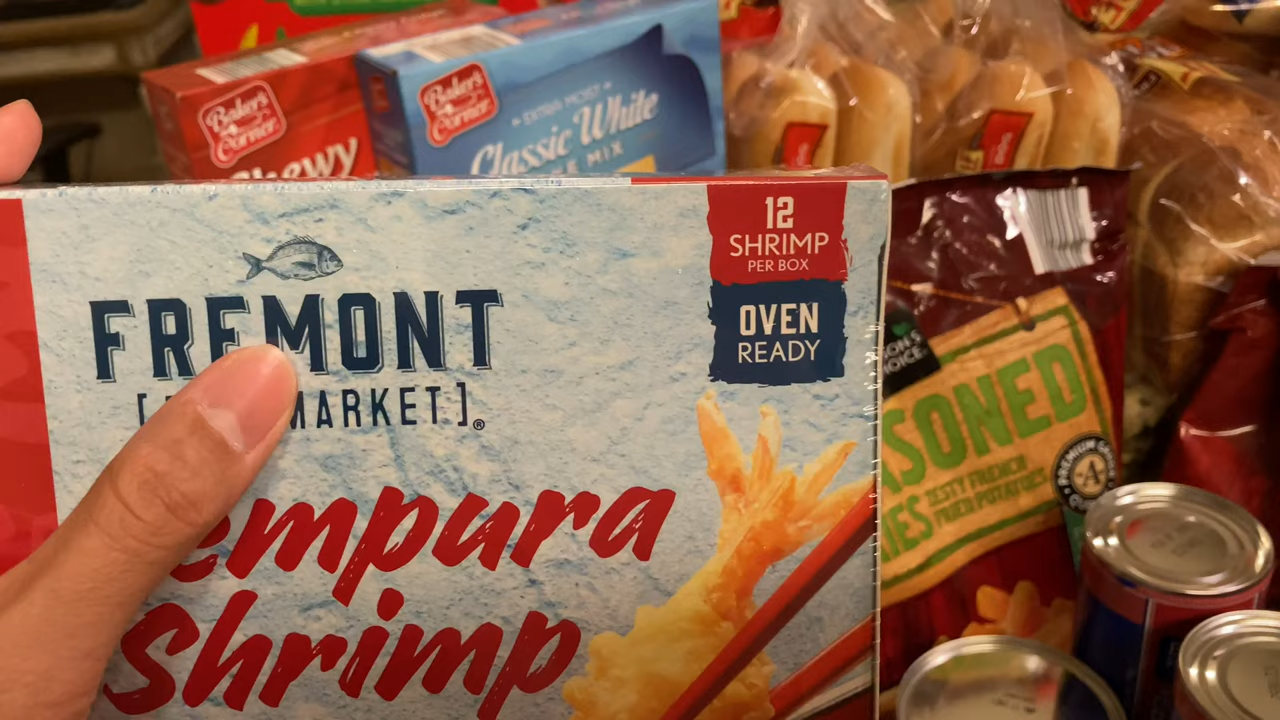 Baker's
Corner
Chewy
Baker's
Corner
EXTRA MOIST
Classic White
MIX
12
SHRIMP
PER BOX
OVEN
READY
FREMONT
[ MARKET]®
empura
Shrimp
SONED
IES
ZESTY FRENCH
FRIED POTATOES
PREMIUM
A